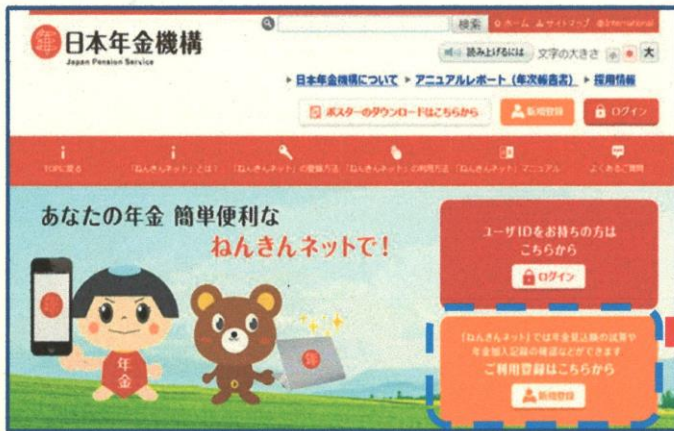 日本年金機構
Japan Pension Service
検索
ホーム サイトマップ @International
読み上げるには 文字の大きさ 小 中 大
日本年金機構について アニュアルレポート（年次報告書） 採用情報
ポスターのダウンロードはこちらから 新規登録 ログイン
TOPに戻る 「ねんきんネット」とは？ 「ねんきんネット」の登録方法 「ねんきんネット」の利用方法 「ねんきんネット」マニュアル よくあるご質問
あなたの年金 簡単便利な
ねんきんネットで！
年金
年
ユーザIDをお持ちの方は
こちらから
ログイン
「ねんきんネット」では年金見込額の試算や
年金加入記録の確認などができます
ご利用登録はこちらから
新規登録